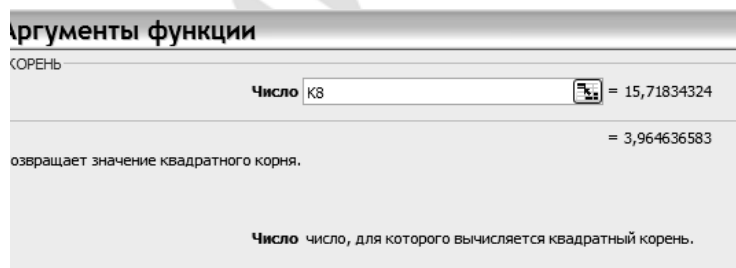 Аргументы функции
КОРЕНЬ
Число K8 = 15,71834324
= 3,964636583
озвращает значение квадратного корня.
Число число, для которого вычисляется квадратный корень.